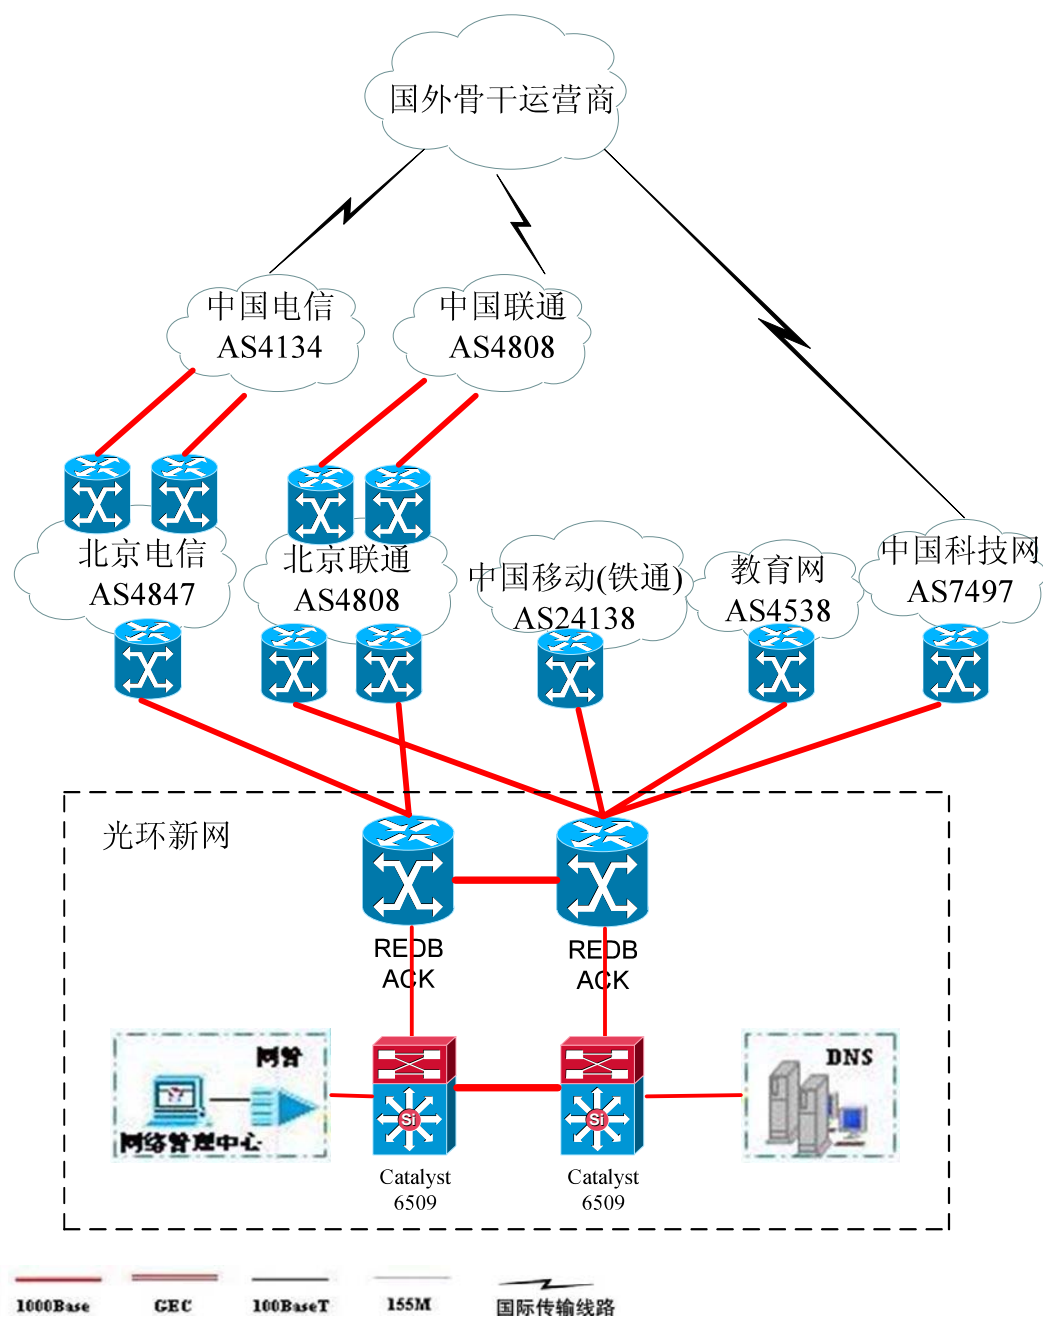 国外骨干运营商
中国电信
AS4134
中国联通
AS4808
北京电信
AS4847
北京联通
AS4808
中国移动(铁通)
AS24138
教育网
AS4538
中国科技网
AS7497
光环新网
REDB
ACK
REDB
ACK
网管
网络管理中心
Si
Catalyst
6509
Si
Catalyst
6509
DNS
1000Base
GEC
100BaseT
155M
国际传输线路